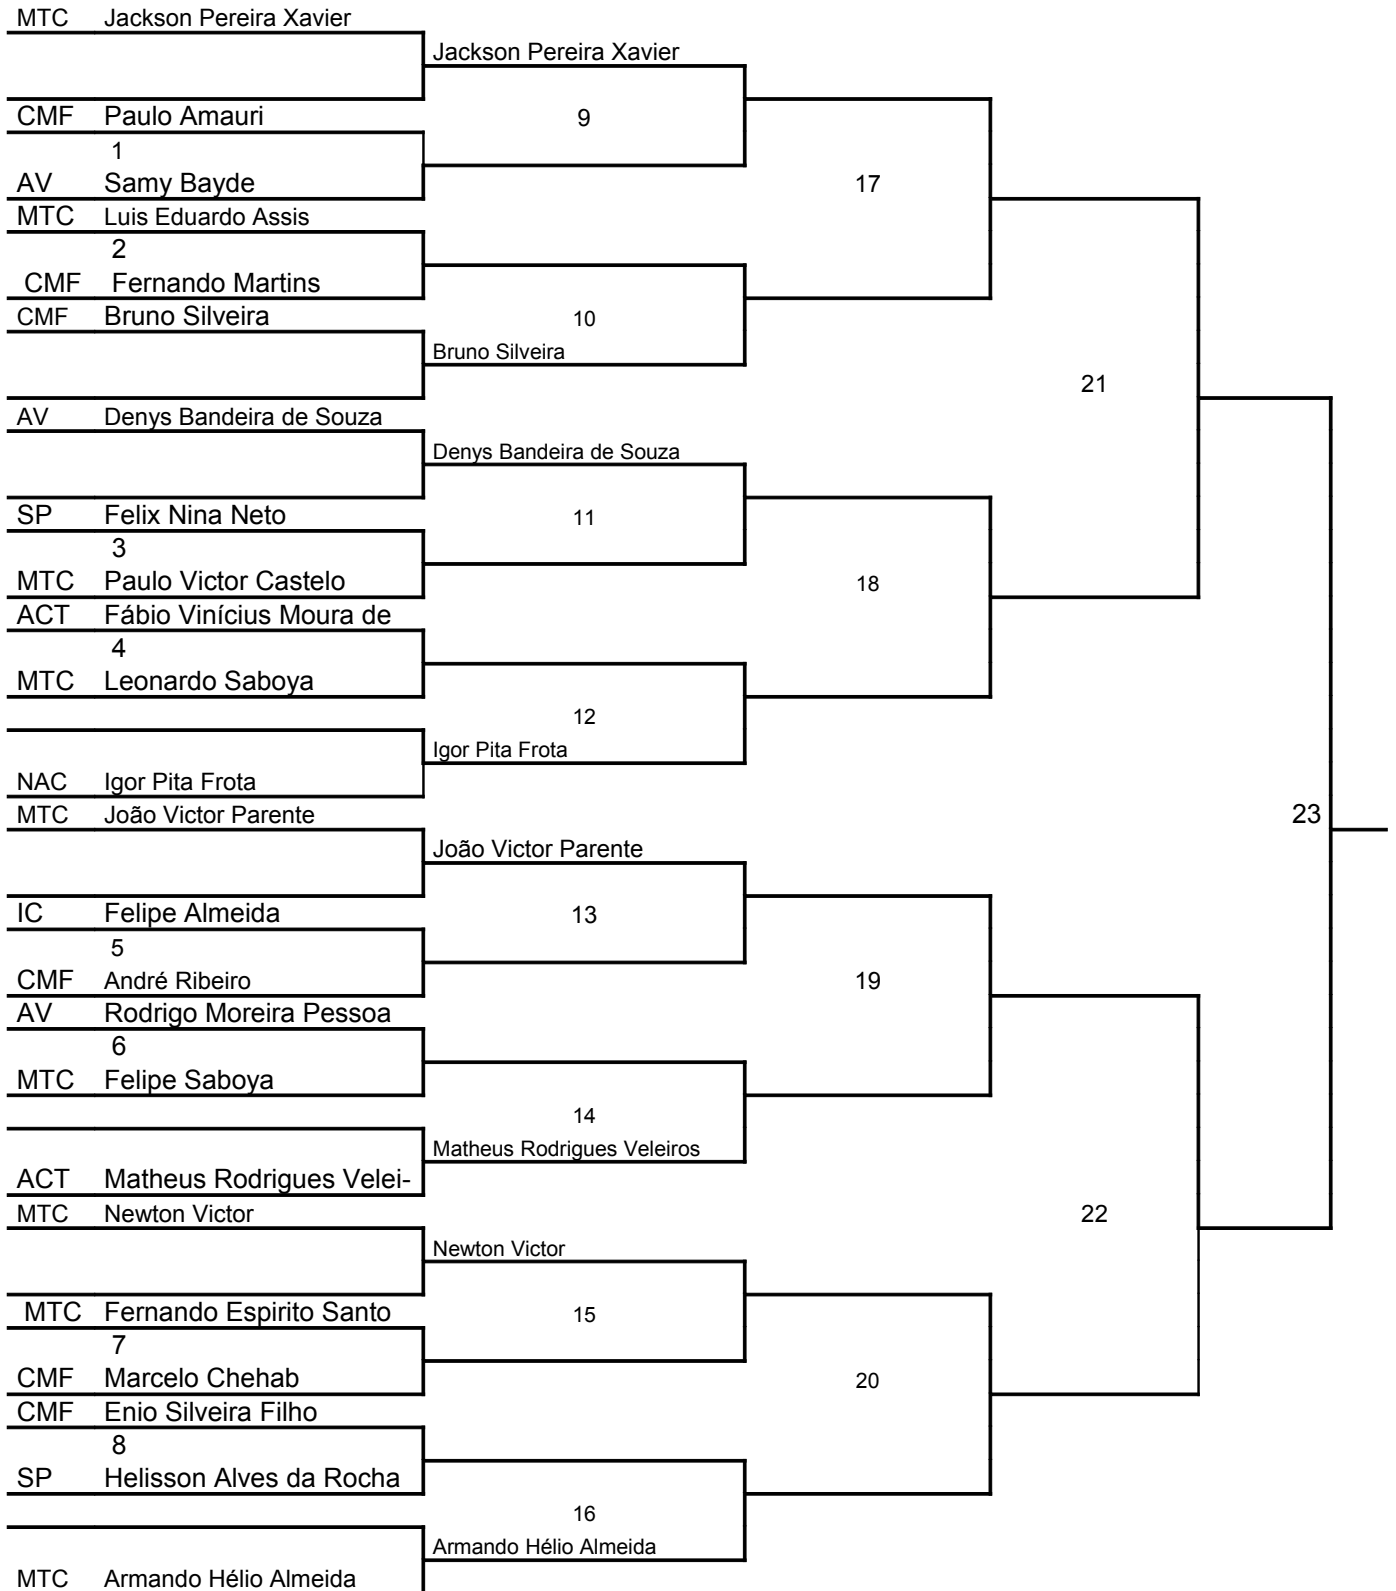 MTC Jackson Pereira Xavier
Jackson Pereira Xavier
CMF Paulo Amauri
9
1
AV Samy Bayde
17
MTC Luis Eduardo Assis
2
CMF Fernando Martins
CMF Bruno Silveira
10
Bruno Silveira
21
AV Denys Bandeira de Souza
Denys Bandeira de Souza
SP Felix Nina Neto
11
3
MTC Paulo Victor Castelo
18
ACT Fábio Vinícius Moura de
4
MTC Leonardo Saboya
12
Igor Pita Frota
NAC Igor Pita Frota
MTC João Victor Parente
23
João Victor Parente
IC Felipe Almeida
13
5
CMF André Ribeiro
19
AV Rodrigo Moreira Pessoa
6
MTC Felipe Saboya
14
Matheus Rodrigues Veleiros
ACT Matheus Rodrigues Velei-
MTC Newton Victor
22
Newton Victor
MTC Fernando Espirito Santo
15
7
CMF Marcelo Chehab
20
CMF Enio Silveira Filho
8
SP Helisson Alves da Rocha
16
Armando Hélio Almeida
MTC Armando Hélio Almeida